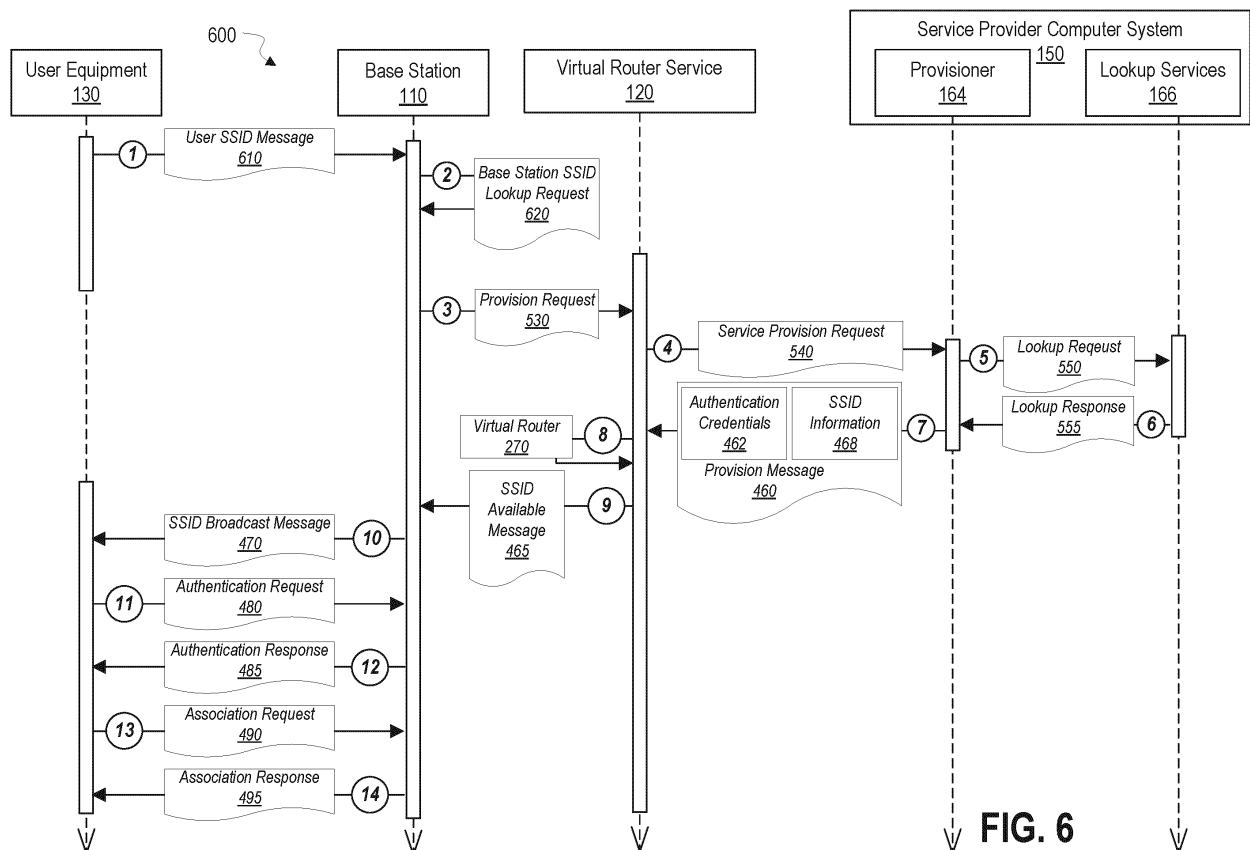 600
User Equipment
130
Base Station
110
Virtual Router Service
120
Service Provider Computer System
150
Provisioner
164
Lookup Services
166
1
User SSID Message
610
2
Base Station SSID
Lookup Request
620
3
Provision Request
530
4
Service Provision Request
540
5
Lookup Reqeust
550
Lookup Response
555
6
Authentication
Credentials
462
SSID
Information
468
Provision Message
460
7
Virtual Router
270
8
SSID
Available
Message
465
9
SSID Broadcast Message
470
10
11
Authentication Request
480
Authentication Response
485
12
13
Association Request
490
Association Response
495
14
FIG. 6